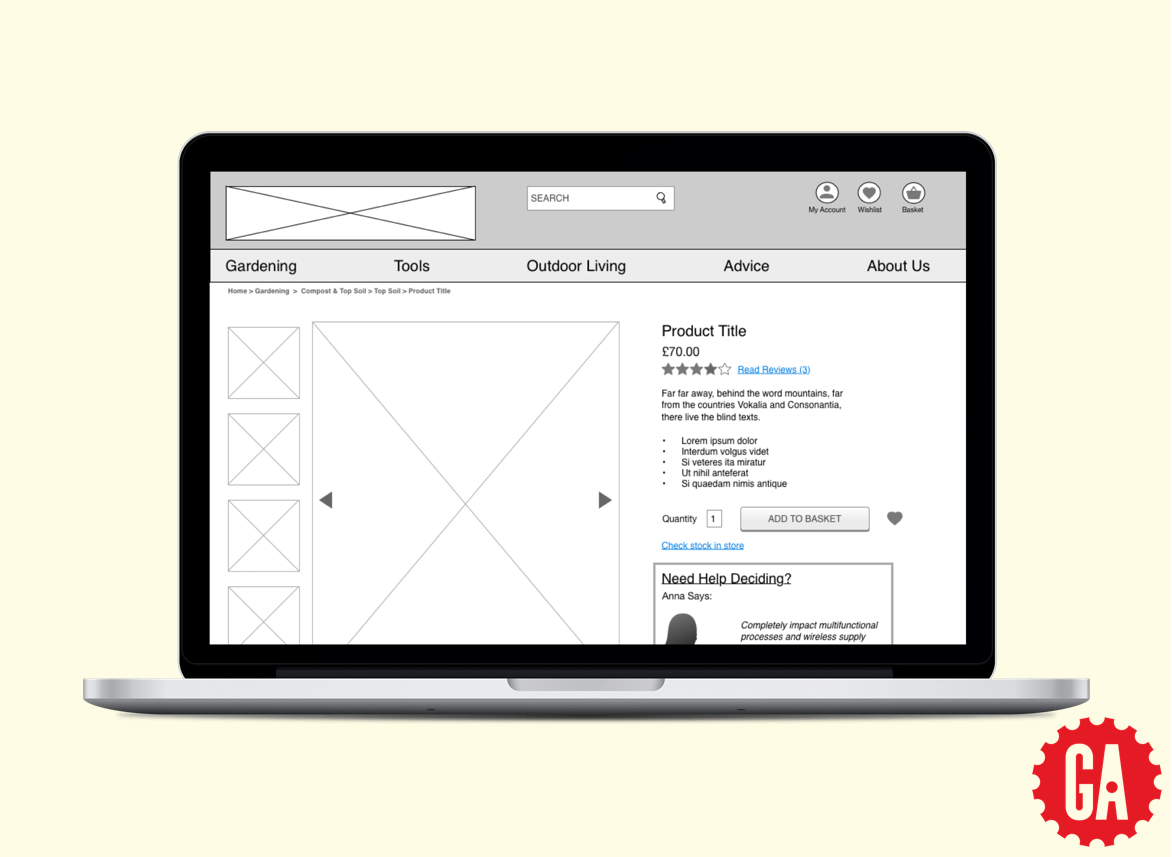 SEARCH
My Account Wishlist Basket
Gardening Tools Outdoor Living Advice About Us
Home > Gardening > Compost & Top Soil > Top Soil > Product Title
Product Title
£70.00
Read Reviews (3)
Far far away, behind the word mountains, far
from the countries Vokalia and Consonantia,
there live the blind texts.
• Lorem ipsum dolor
• Interdum volgus videt
• Si veteres ita miratur
• Ut nihil anteferat
• Si quaedam nimis antique
Quantity 1 ADD TO BASKET
Check stock in store
Need Help Deciding?
Anna Says:
Completely impact multifunctional
processes and wireless supply
GA